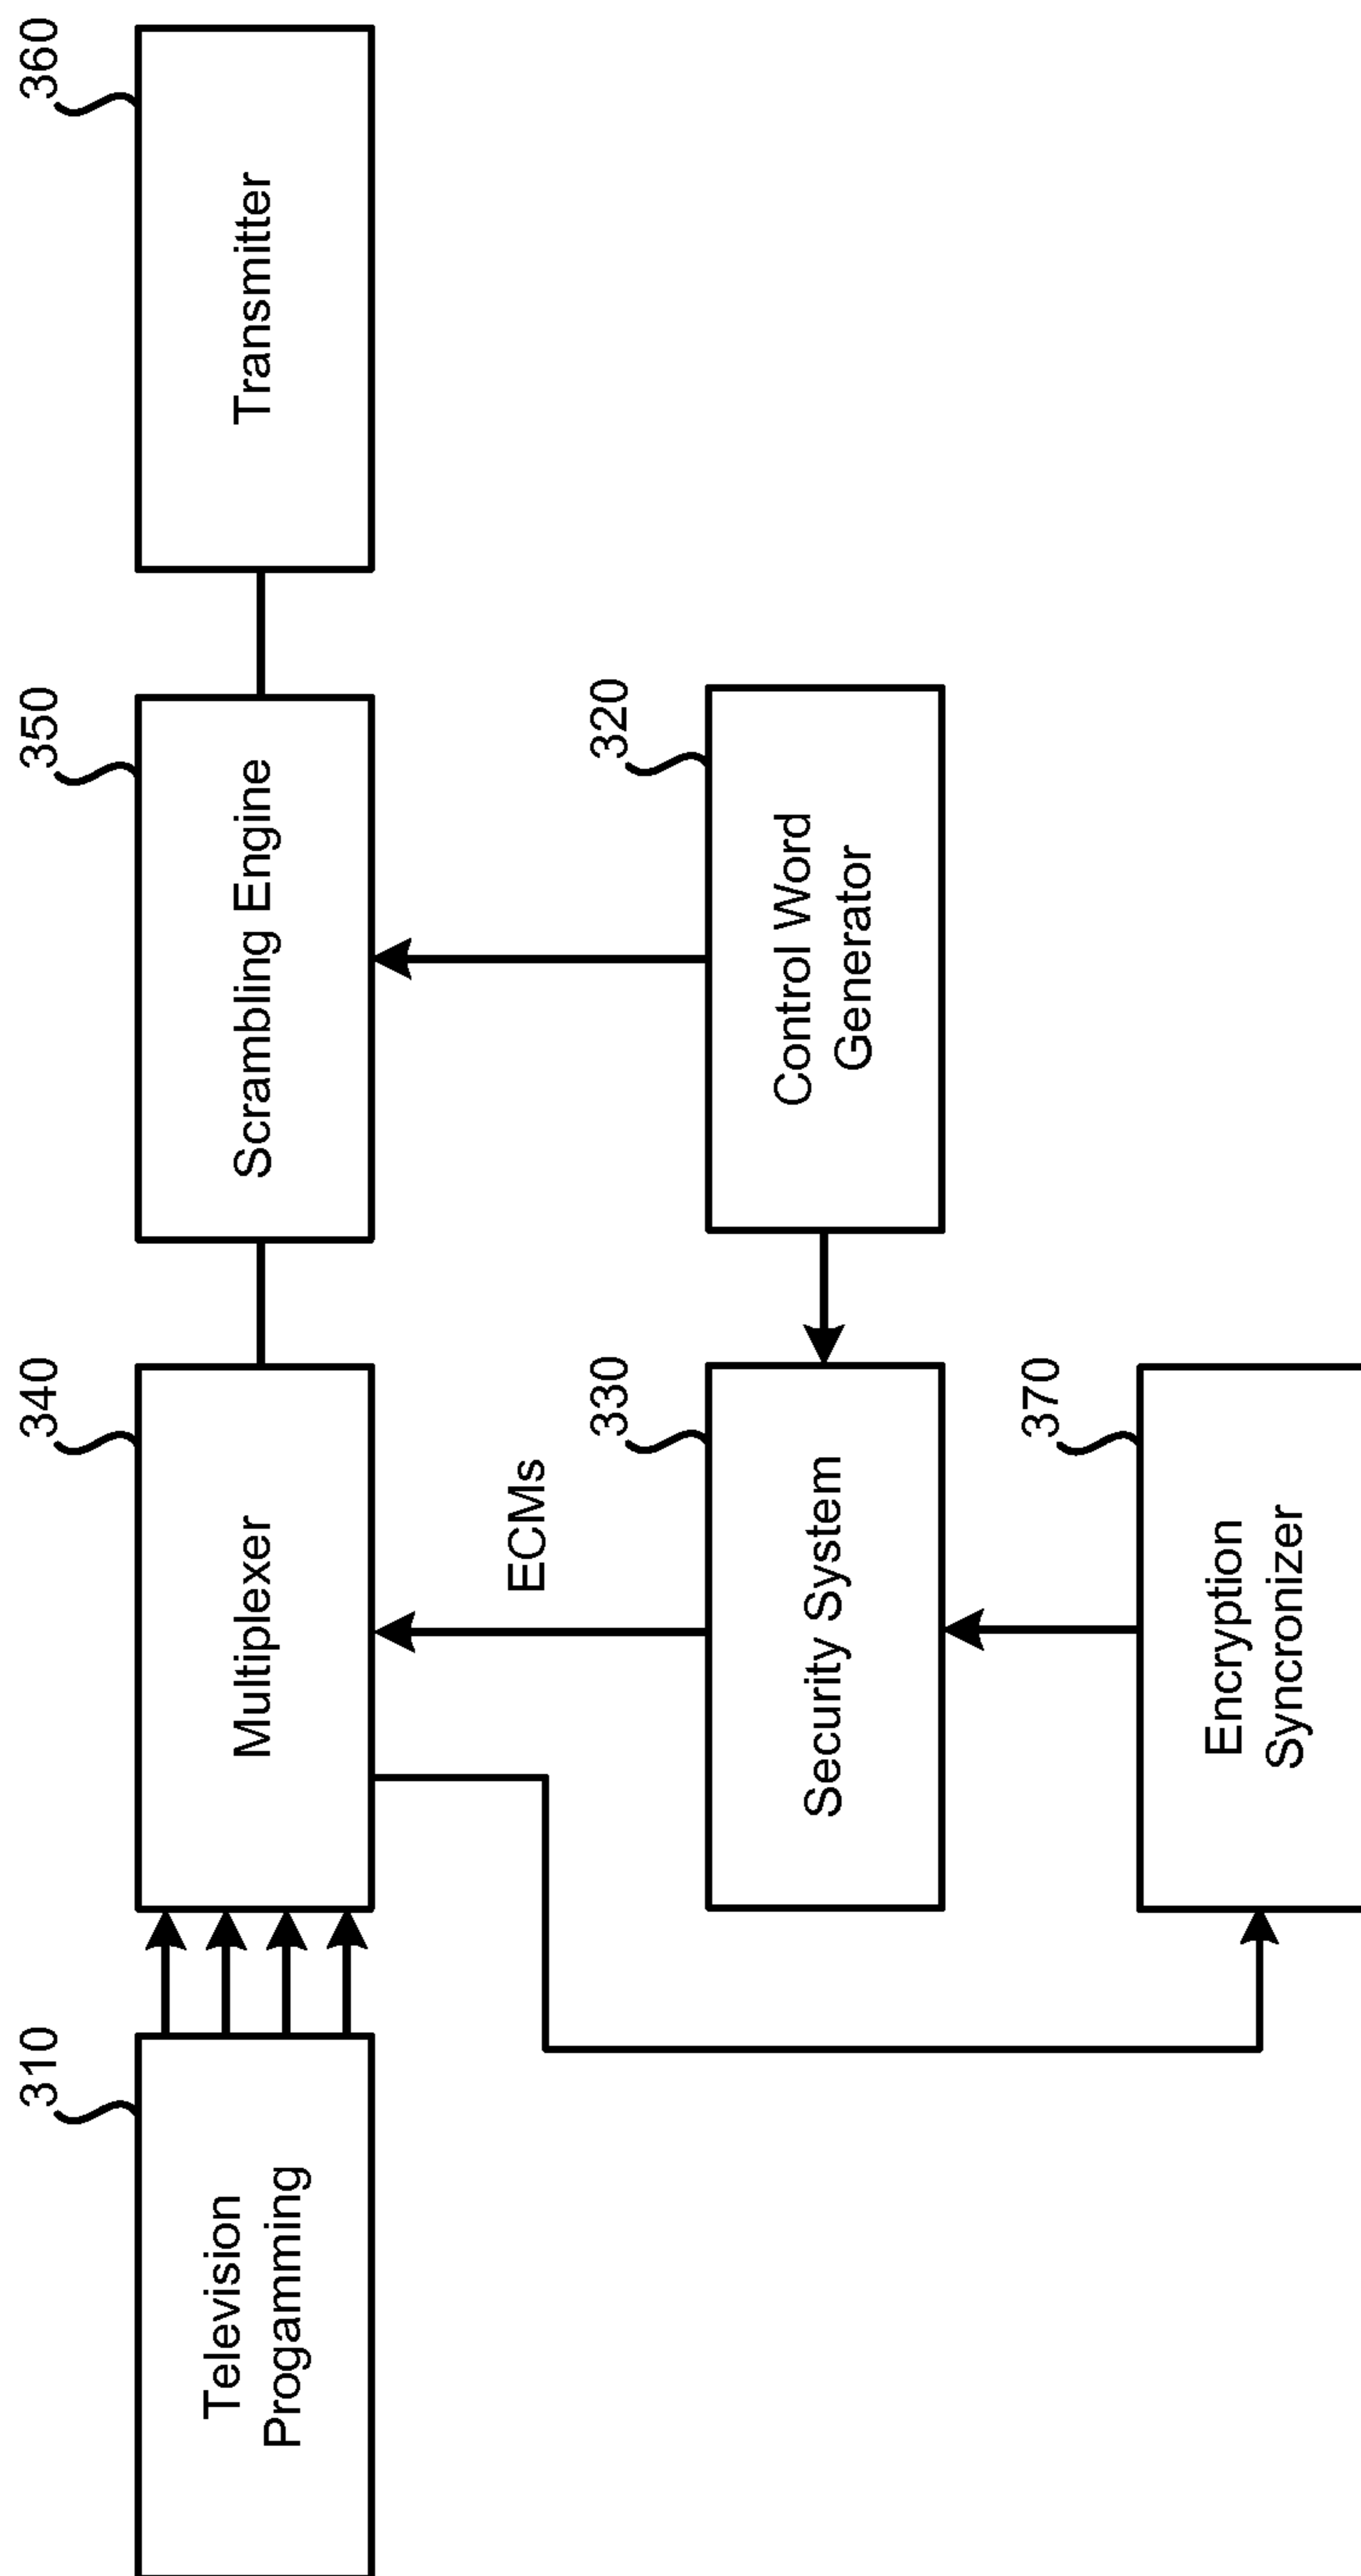 310
Television
Progamming
340
Multiplexer
350
Scrambling Engine
360
Transmitter
ECMs
330
Security System
320
Control Word
Generator
370
Encryption
Syncronizer